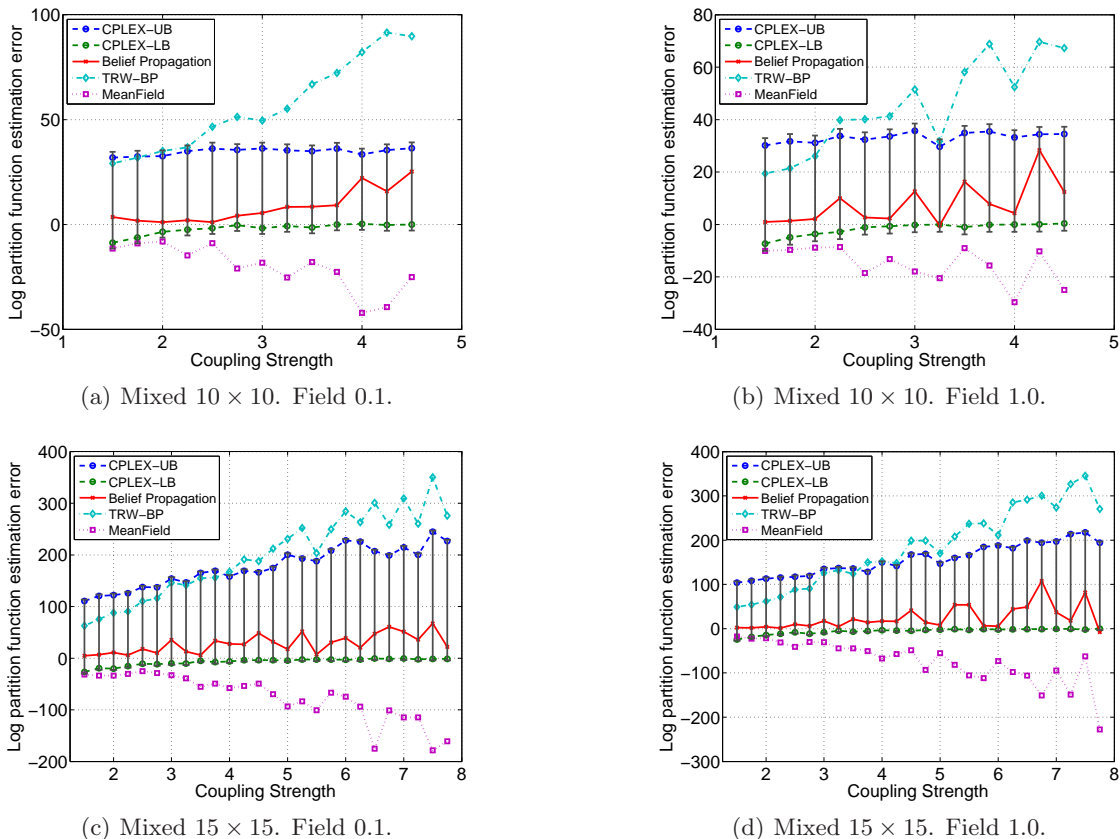 100
50
0
−50
Log partition function estimation error
CPLEX−UB
CPLEX−LB
Belief Propagation
TRW−BP
MeanField
1 2 3 4 5
Coupling Strength
(a) Mixed 10 × 10. Field 0.1.
80
60
40
20
0
−20
−40
Log partition function estimation error
CPLEX−UB
CPLEX−LB
Belief Propagation
TRW−BP
MeanField
1 2 3 4 5
Coupling Strength
(b) Mixed 10 × 10. Field 1.0.
400
300
200
100
0
−100
−200
Log partition function estimation error
CPLEX−UB
CPLEX−LB
Belief Propagation
TRW−BP
MeanField
2 3 4 5 6 7 8
Coupling Strength
(c) Mixed 15 × 15. Field 0.1.
400
300
200
100
0
−100
−200
−300
Log partition function estimation error
CPLEX−UB
CPLEX−LB
Belief Propagation
TRW−BP
MeanField
2 3 4 5 6 7 8
Coupling Strength
(d) Mixed 15 × 15. Field 1.0.